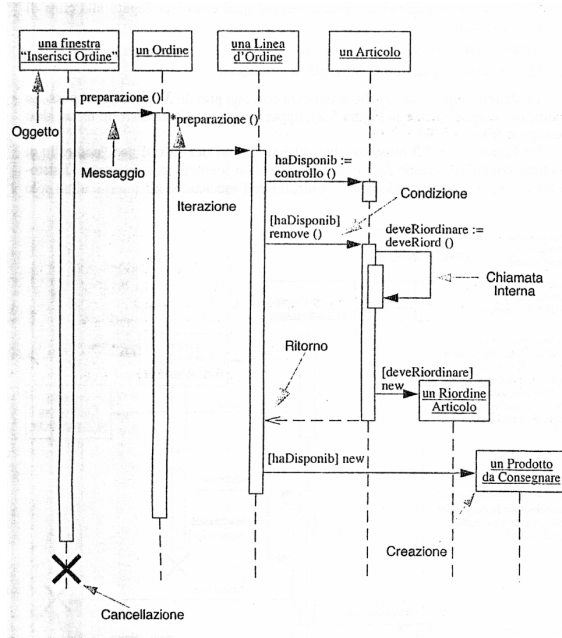 una finestra
"Inserisci Ordine"
un Ordine
una Linea
d'Ordine
un Articolo
preparazione ()
*preparazione ()
Oggetto
Messaggio
Iterazione
haDisponib :=
controllo ()
Condizione
[haDisponib]
remove ()
deveRiordinare :=
deveRiord ()
Chiamata
Interna
Ritorno
[deveRiordinare]
new
un Riordine
Articolo
[haDisponib] new
un Prodotto
da Consegnare
Creazione
Cancellazione